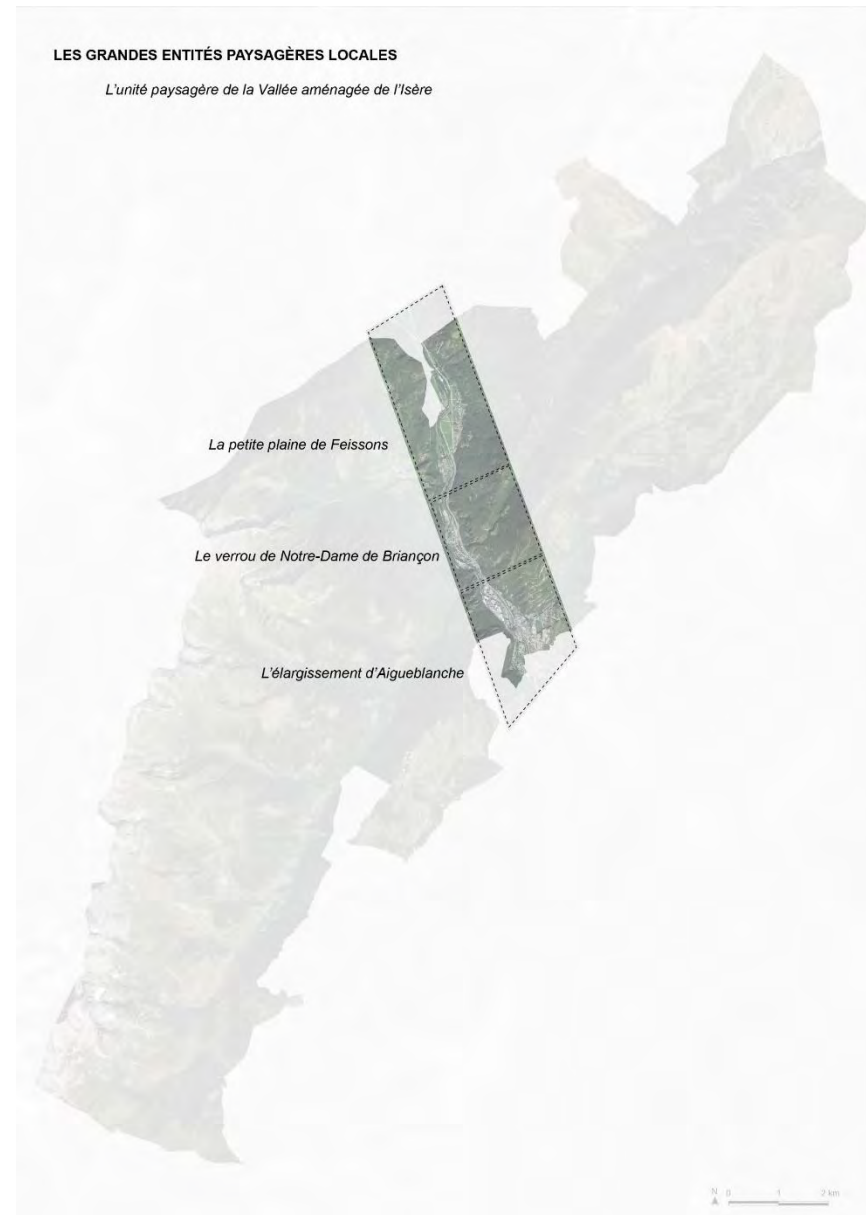 LES GRANDES ENTITÉS PAYSAGÈRES LOCALES
L'unité paysagère de la Vallée aménagée de l'Isère
La petite plaine de Feissons
Le verrou de Notre-Dame de Briançon
L'élargissement d'Aigueblanche
N 0 1 2 km